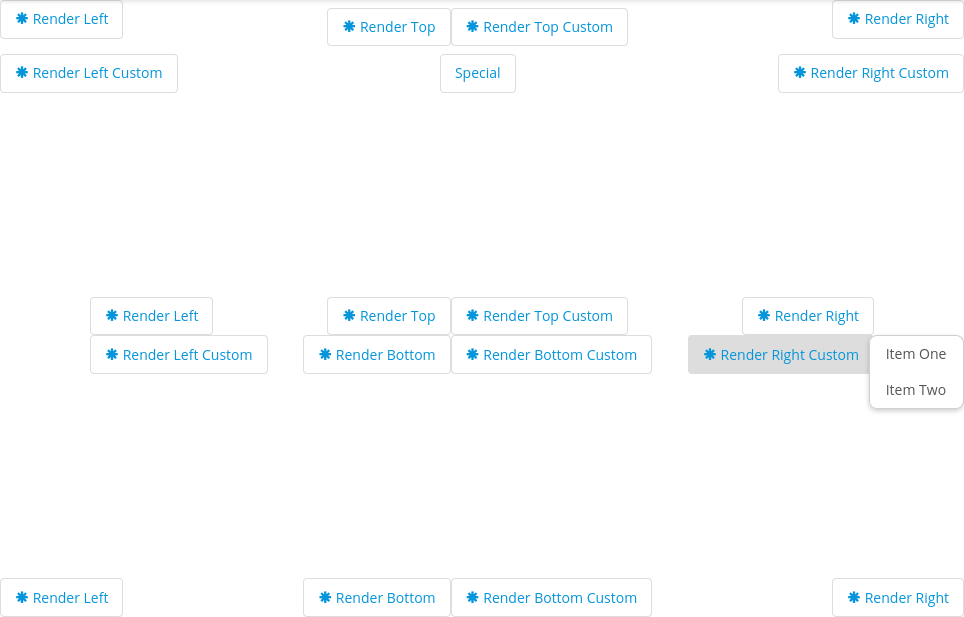 Render Left
Render Top
Render Top Custom
Render Right
Render Left Custom
Special
Render Right Custom
Render Left
Render Top
Render Top Custom
Render Right
Render Left Custom
Render Bottom
Render Bottom Custom
Render Right Custom
Item One
Item Two
Render Left
Render Bottom
Render Bottom Custom
Render Right